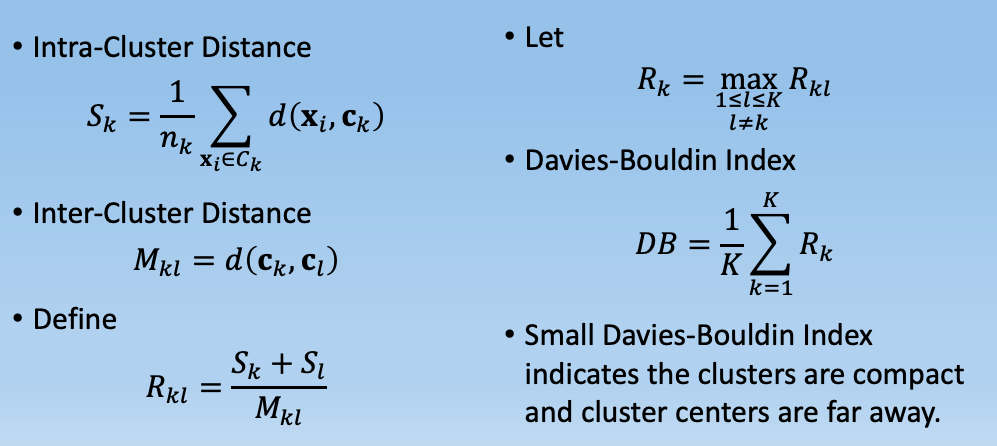 • Intra-Cluster Distance
S_k = \frac{1}{n_k} \sum_{\mathbf{x}_i \in C_k} d(\mathbf{x}_i, \mathbf{c}_k)
• Inter-Cluster Distance
M_{kl} = d(\mathbf{c}_k, \mathbf{c}_l)
• Define
R_{kl} = \frac{S_k + S_l}{M_{kl}}
• Let
R_k = \max_{\substack{1 \le l \le K \\ l \ne k}} R_{kl}
• Davies-Bouldin Index
DB = \frac{1}{K} \sum_{k=1}^{K} R_k
• Small Davies-Bouldin Index
indicates the clusters are compact
and cluster centers are far away.